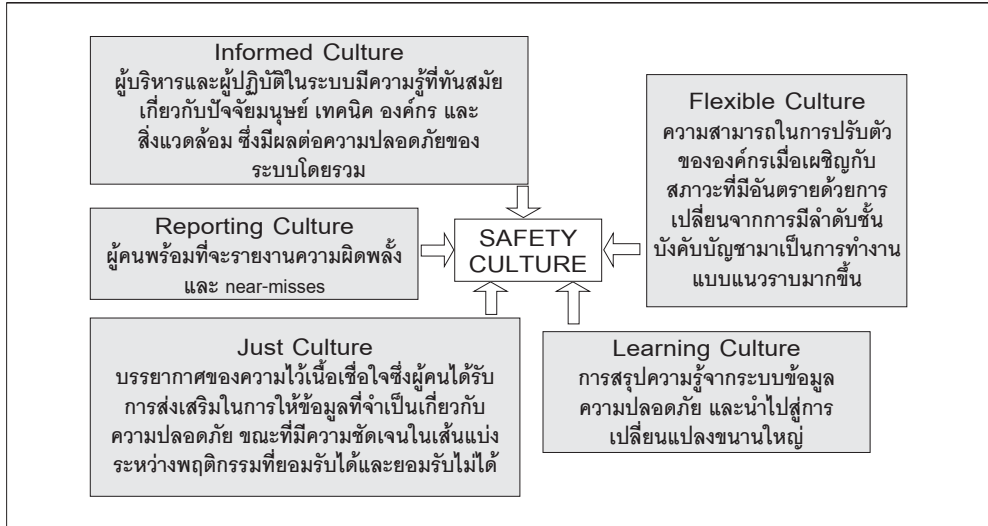 Informed Culture
ผู้บริหารและผู้ปฏิบัติในระบบมีความรู้ที่ทันสมัย
เกี่ยวกับปัจจัยมนุษย์ เทคนิค องค์กร และ
สิ่งแวดล้อม ซึ่งมีผลต่อความปลอดภัยของ
ระบบโดยรวม
Flexible Culture
ความสามารถในการปรับตัว
ขององค์กรเมื่อเผชิญกับ
สภาวะที่มีอันตรายด้วยการ
เปลี่ยนจากการมีลำดับชั้น
บังคับบัญชามาเป็นการทำงาน
แบบแนวราบมากขึ้น
Reporting Culture
ผู้คนพร้อมที่จะรายงานความผิดพลั้ง
และ near-misses
SAFETY
CULTURE
Just Culture
บรรยากาศของความไว้เนื้อเชื่อใจซึ่งผู้คนได้รับ
การส่งเสริมในการให้ข้อมูลที่จำเป็นเกี่ยวกับ
ความปลอดภัย ขณะที่มีความชัดเจนในเส้นแบ่ง
ระหว่างพฤติกรรมที่ยอมรับได้และยอมรับไม่ได้
Learning Culture
การสรุปความรู้จากระบบข้อมูล
ความปลอดภัย และนำไปสู่การ
เปลี่ยนแปลงขนานใหญ่